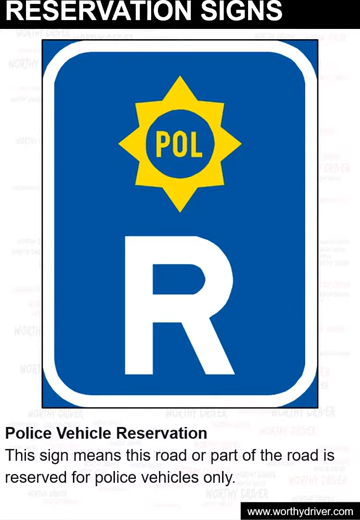 RESERVATION SIGNS
POL
R
Police Vehicle Reservation
This sign means this road or part of the road is
reserved for police vehicles only.
www.worthydriver.com